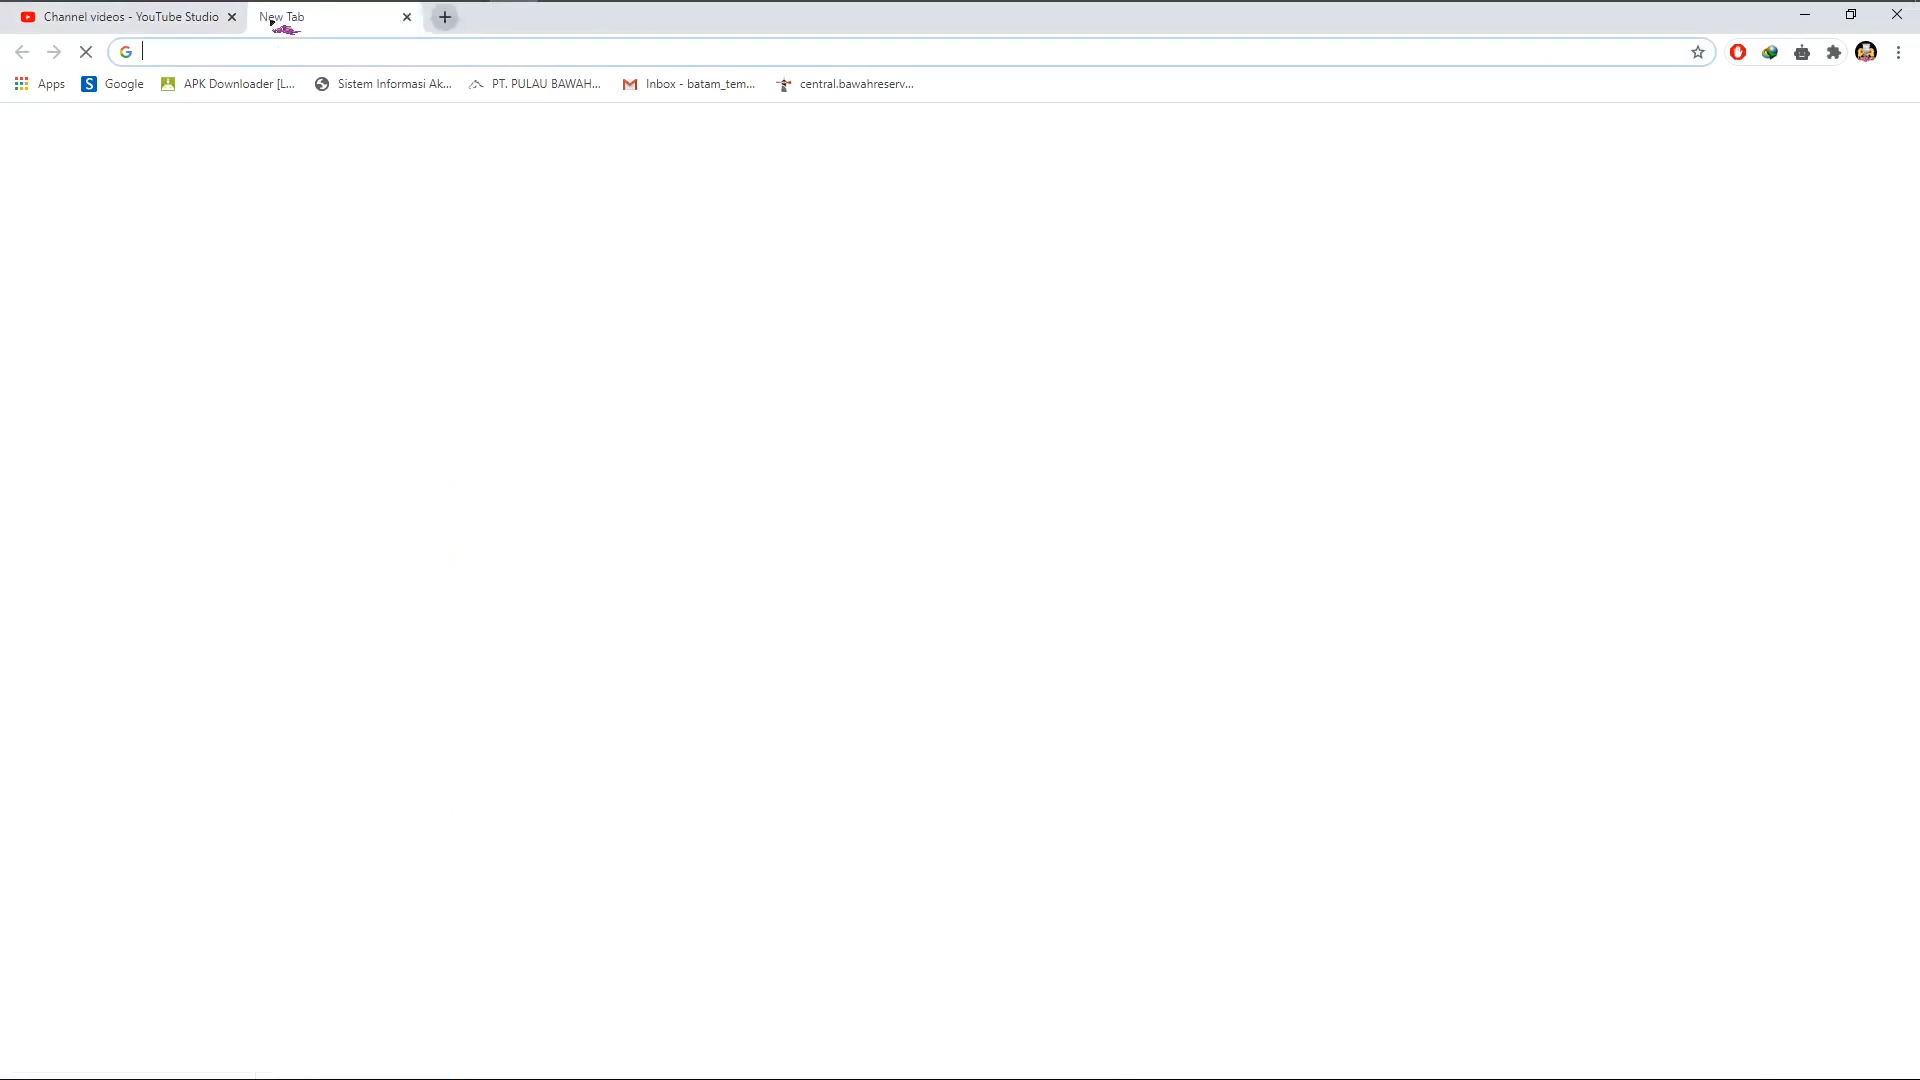 Channel videos - YouTube Studio New Tab
Apps Google APK Downloader [L... Sistem Informasi Ak... PT. PULAU BAWAH... Inbox - batam_tem... central.bawahreserv...